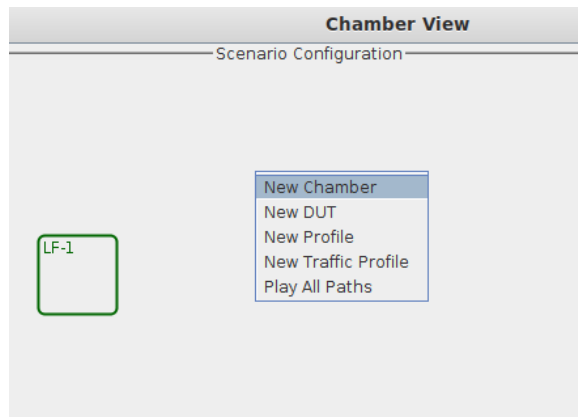 Chamber View
Scenario Configuration
New Chamber
New DUT
New Profile
New Traffic Profile
Play All Paths
LF-1